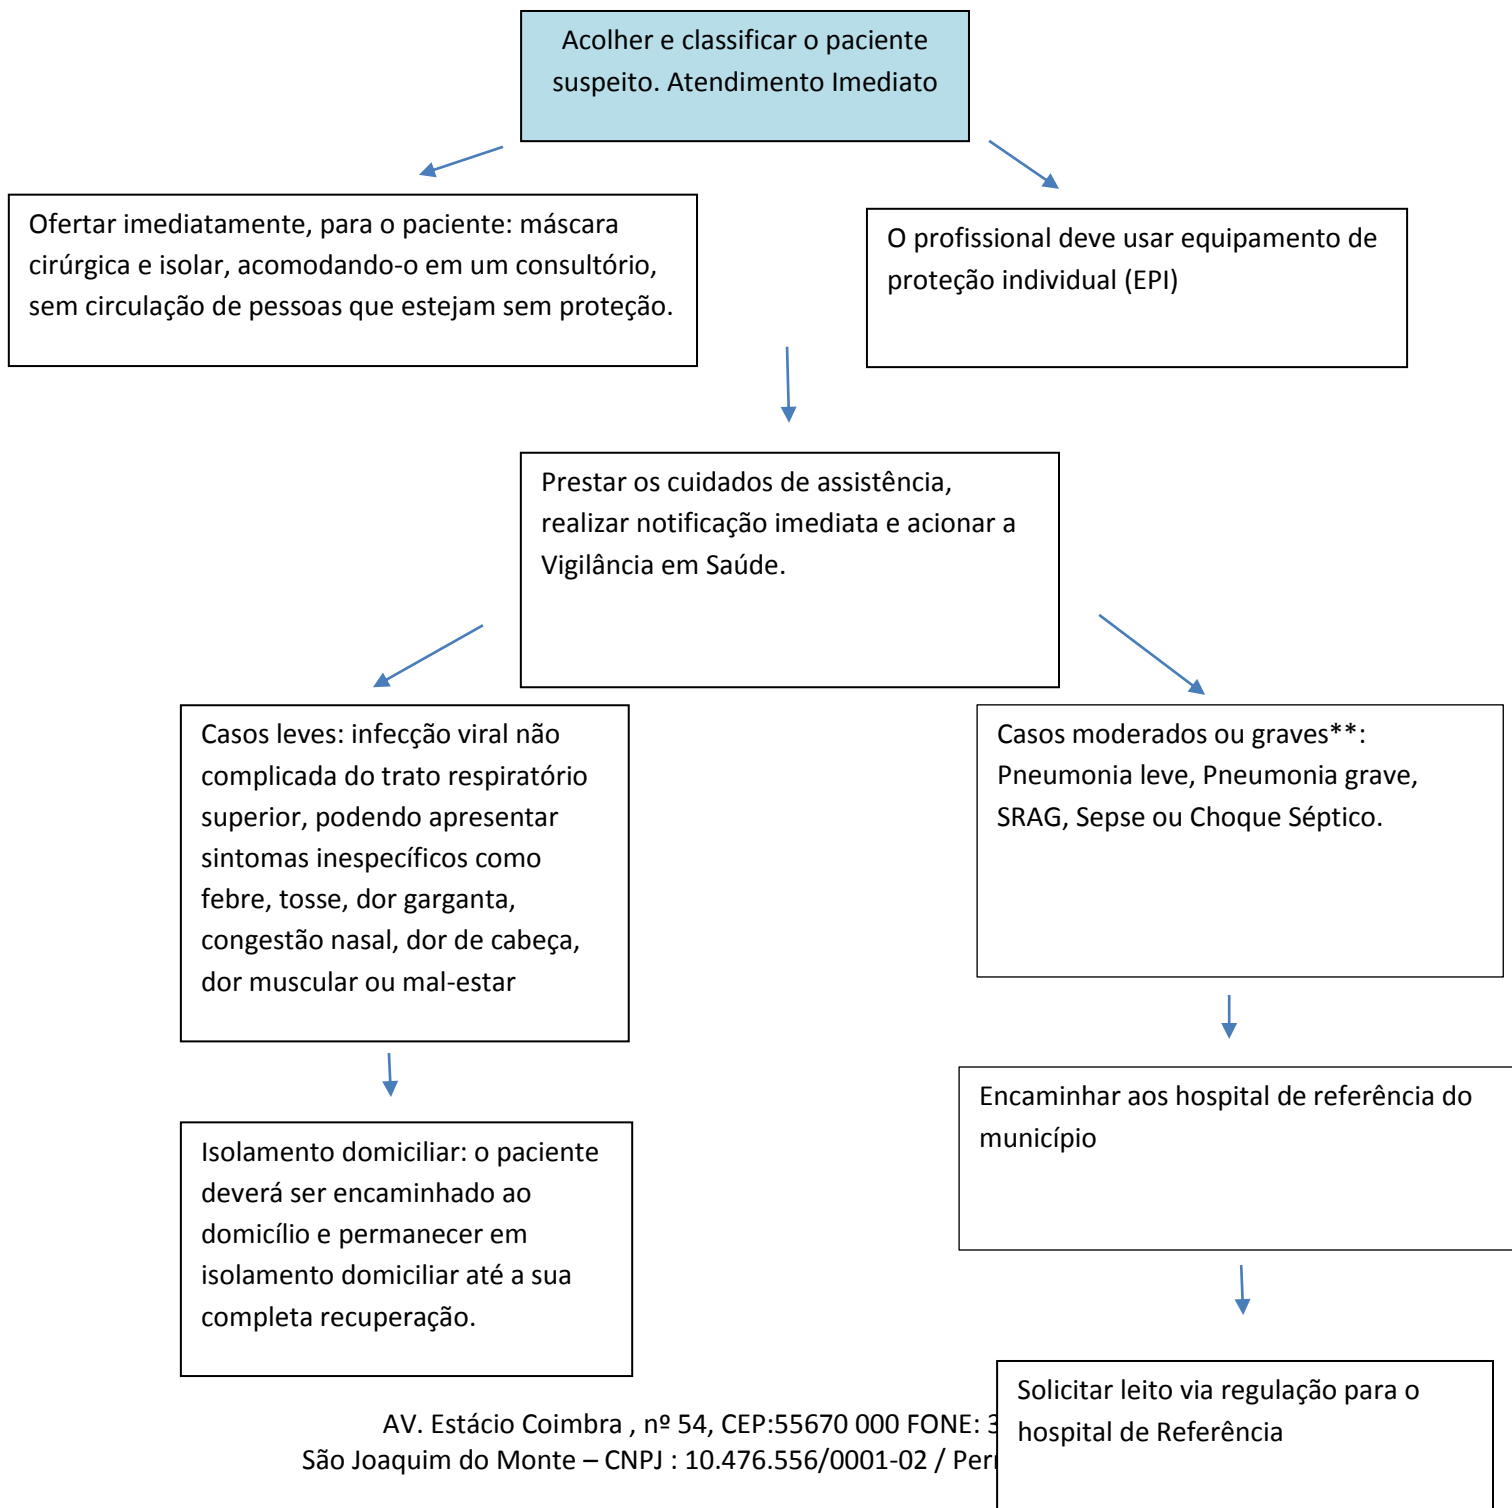 Acolher e classificar o paciente
suspeito. Atendimento Imediato
Ofertar imediatamente, para o paciente: máscara
cirúrgica e isolar, acomodando-o em um consultório,
sem circulação de pessoas que estejam sem proteção.
O profissional deve usar equipamento de
proteção individual (EPI)
Prestar os cuidados de assistência,
realizar notificação imediata e acionar a
Vigilância em Saúde.
Casos leves: infecção viral não
complicada do trato respiratório
superior, podendo apresentar
sintomas inespecíficos como
febre, tosse, dor garganta,
congestão nasal, dor de cabeça,
dor muscular ou mal-estar
Casos moderados ou graves**:
Pneumonia leve, Pneumonia grave,
SRAG, Sepse ou Choque Séptico.
Isolamento domiciliar: o paciente
deverá ser encaminhado ao
domicílio e permanecer em
isolamento domiciliar até a sua
completa recuperação.
Encaminhar aos hospital de referência do
município
Solicitar leito via regulação para o
hospital de Referência
AV. Estácio Coimbra , nº 54, CEP:55670 000 FONE: 3
São Joaquim do Monte – CNPJ : 10.476.556/0001-02 /